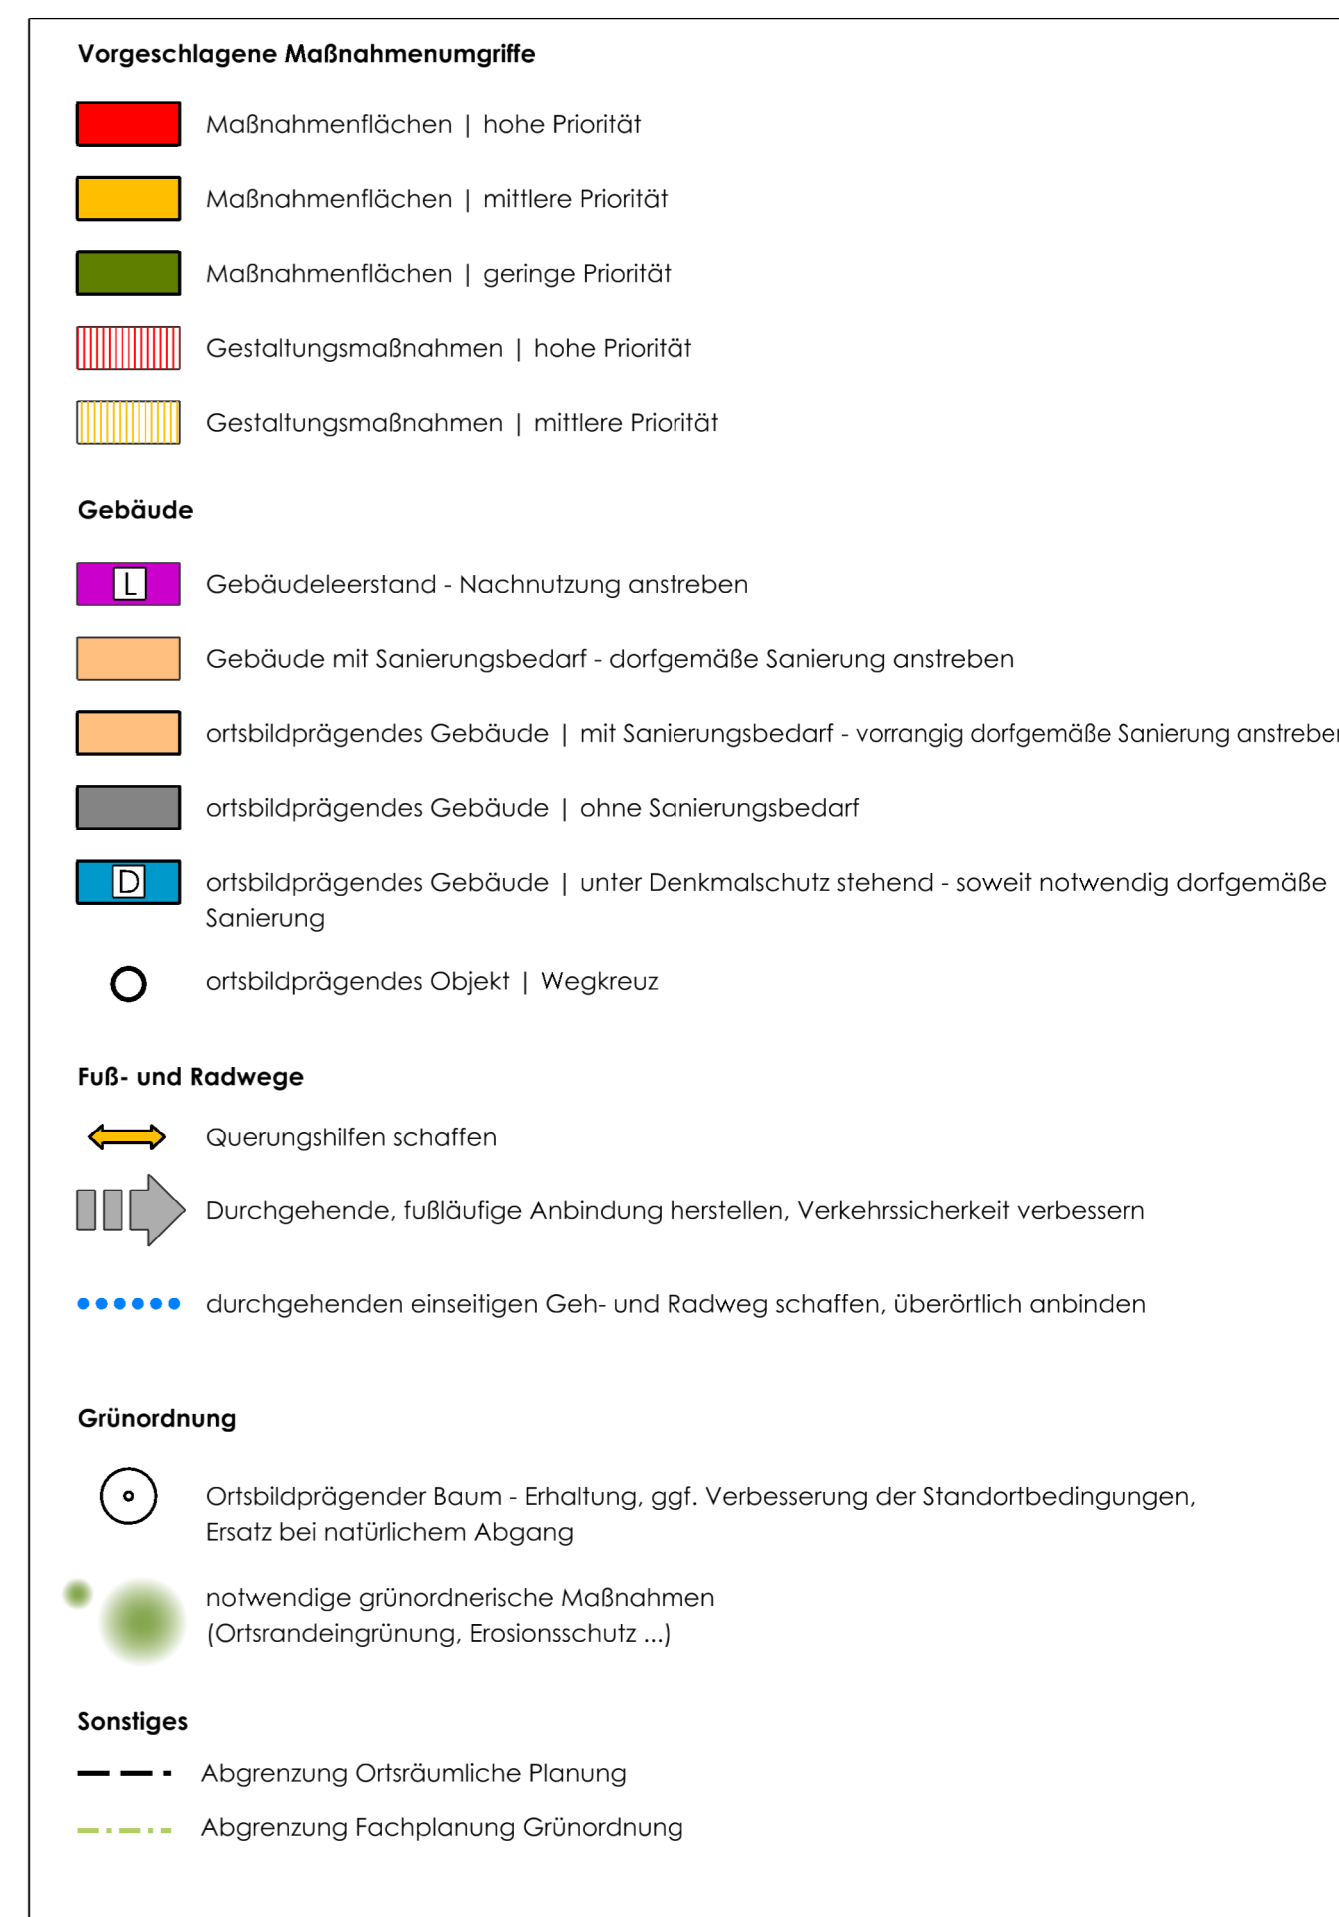 Vorgeschlagene Maßnahmenumgriffe
Maßnahmenflächen | hohe Priorität
Maßnahmenflächen | mittlere Priorität
Maßnahmenflächen | geringe Priorität
Gestaltungsmaßnahmen | hohe Priorität
Gestaltungsmaßnahmen | mittlere Priorität
Gebäude
L Gebäudeleerstand - Nachnutzung anstreben
Gebäude mit Sanierungsbedarf - dorfgemäße Sanierung anstreben
ortsbildprägendes Gebäude | mit Sanierungsbedarf - vorrangig dorfgemäße Sanierung anstreben
ortsbildprägendes Gebäude | ohne Sanierungsbedarf
D ortsbildprägendes Gebäude | unter Denkmalschutz stehend - soweit notwendig dorfgemäße
Sanierung
ortsbildprägendes Objekt | Wegkreuz
Fuß- und Radwege
Querungshilfen schaffen
Durchgehende, fußläufige Anbindung herstellen, Verkehrssicherkeit verbessern
durchgehenden einseitigen Geh- und Radweg schaffen, überörtlich anbinden
Grünordnung
Ortsbildprägender Baum - Erhaltung, ggf. Verbesserung der Standortbedingungen,
Ersatz bei natürlichem Abgang
notwendige grünordnerische Maßnahmen
(Ortsrandeingrünung, Erosionsschutz ...)
Sonstiges
Abgrenzung Ortsräumliche Planung
Abgrenzung Fachplanung Grünordnung